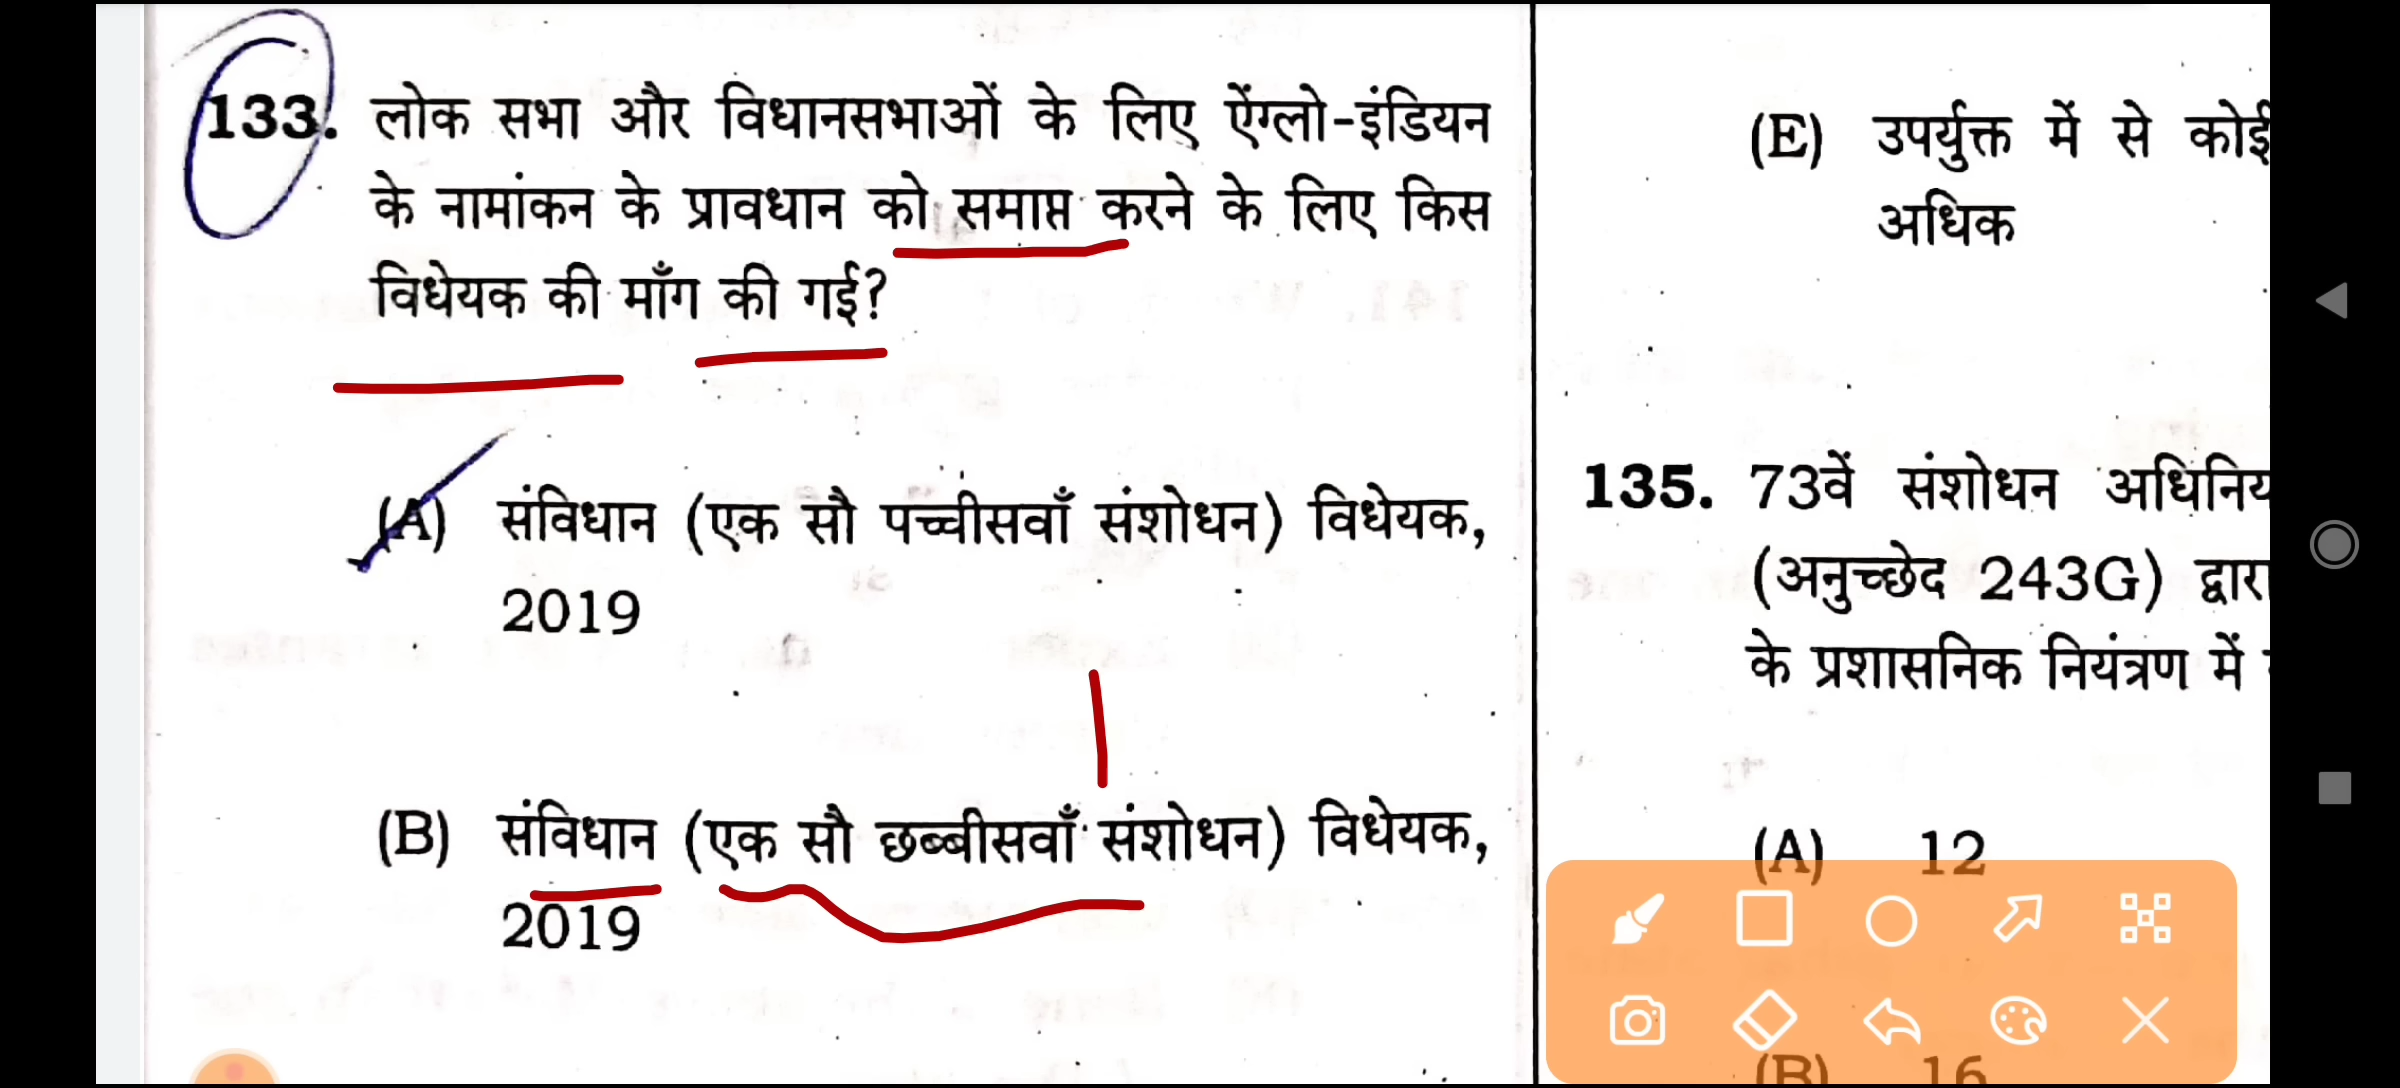 133. लोक सभा और विधानसभाओं के लिए ऐंग्लो-इंडियन
के नामांकन के प्रावधान को समाप्त करने के लिए किस
विधेयक की माँग की गई?
(A) संविधान (एक सौ पच्चीसवाँ संशोधन) विधेयक,
2019
(B) संविधान (एक सौ छब्बीसवाँ संशोधन) विधेयक,
2019
(E) उपर्युक्त में से कोई
अधिक
135. 73वें संशोधन
(अनुच्छेद 243G) द्वारा
के प्रशासनिक नियंत्रण में
(A) 12
(B) 16